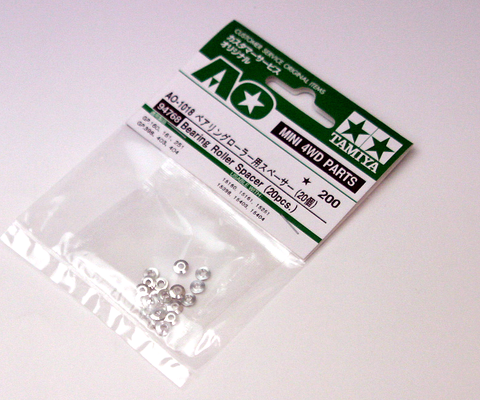 CUSTOMER SERVICE ORIGINAL ITEMS
カスタマーサービス
オリジナル
AO
TAMIYA
MINI 4WD PARTS
AO-1018 ベアリングローラー用スペーサー (20個)
★ 200
94768 Bearing Roller Spacer (20pcs.)